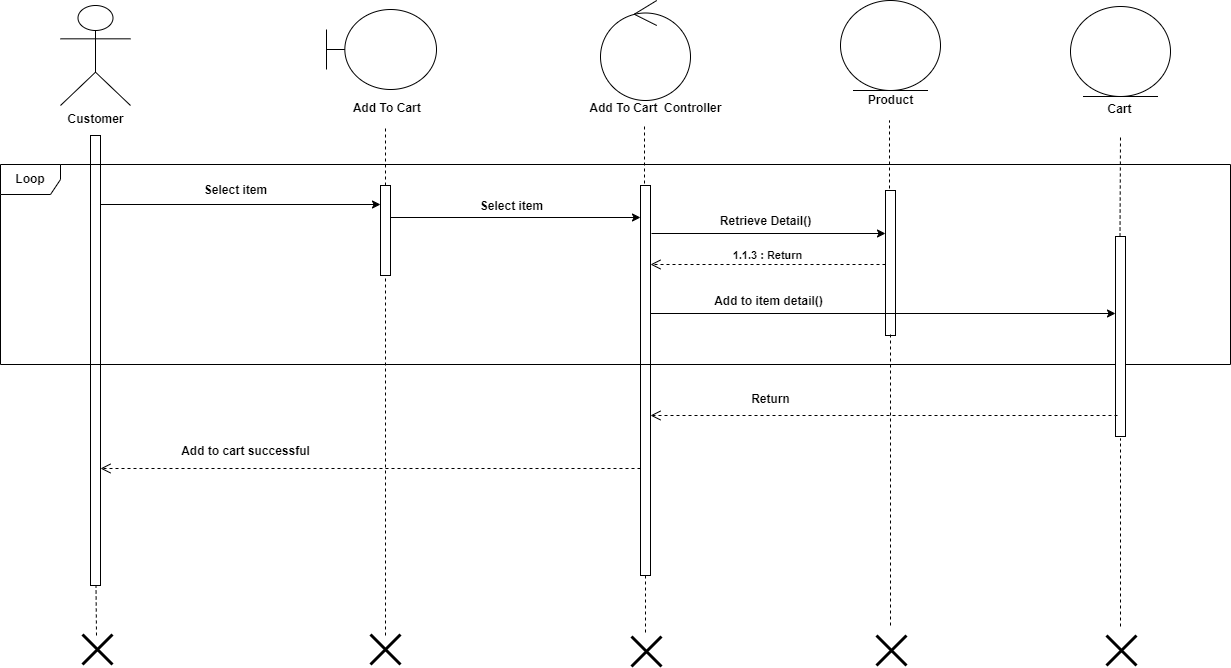 Customer
Add To Cart
Add To Cart Controller
Product
Cart
Loop
Select item
Select item
Retrieve Detail()
1.1.3 : Return
Add to item detail()
Return
Add to cart successful